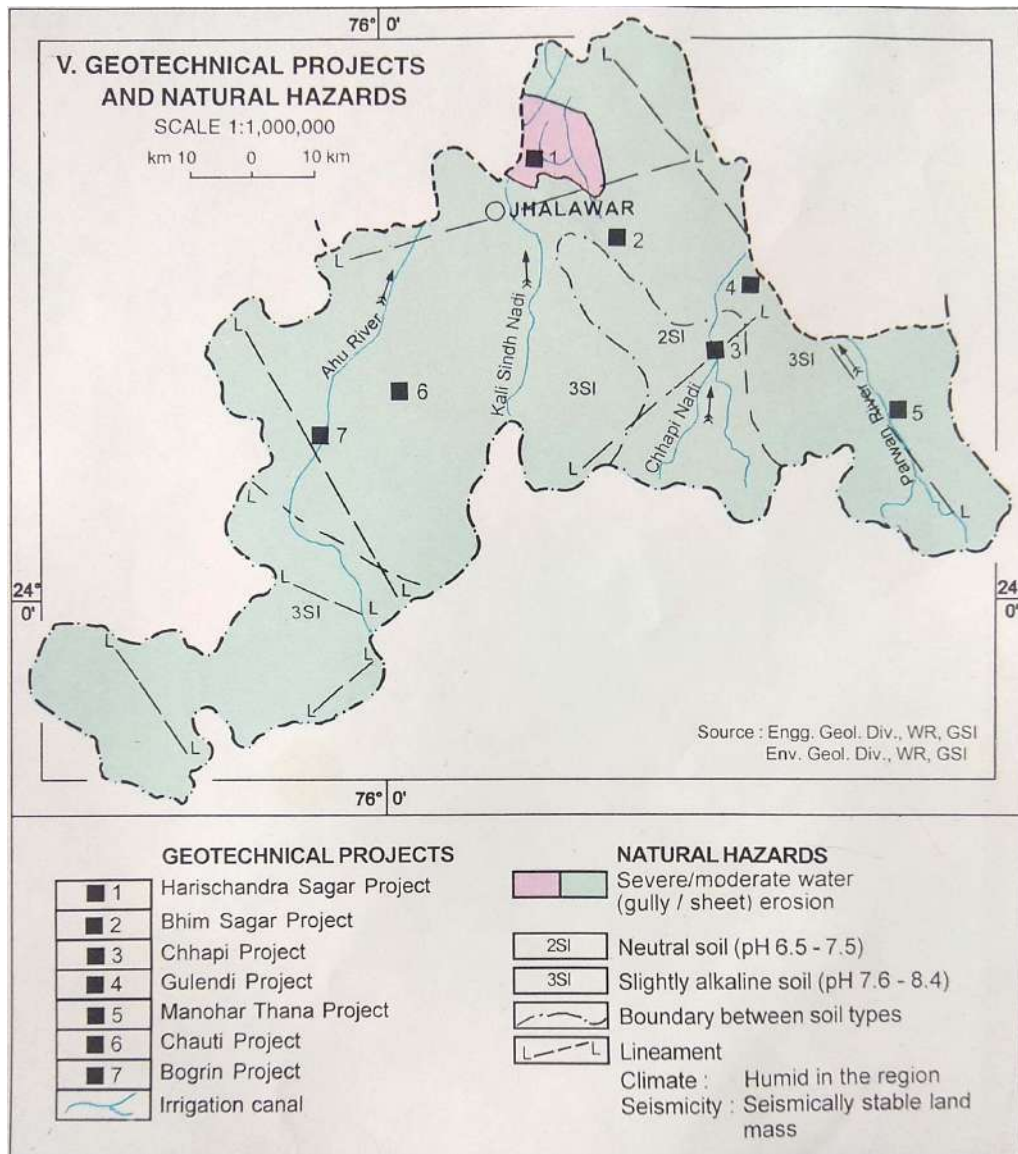 76° 0'
V. GEOTECHNICAL PROJECTS
AND NATURAL HAZARDS
SCALE 1:1,000,000
km 10 0 10 km
L
1
L
JHALAWAR
2
L
4
L
L
Ahu River
Kali Sindh Nadi
2SI
3
3SI
3SI
6
Chhapi Nadi
Parwan River
5
7
L
L
L
24°
0'
24°
0'
L
L
L
3SI
L
L
L
L
Source : Engg. Geol. Div., WR, GSI
Env. Geol. Div., WR, GSI
L
76° 0'
GEOTECHNICAL PROJECTS
1 Harischandra Sagar Project
2 Bhim Sagar Project
3 Chhapi Project
4 Gulendi Project
5 Manohar Thana Project
6 Chauti Project
7 Bogrin Project
Irrigation canal
NATURAL HAZARDS
Severe/moderate water
(gully / sheet) erosion
2SI Neutral soil (pH 6.5 - 7.5)
3SI Slightly alkaline soil (pH 7.6 - 8.4)
Boundary between soil types
L L Lineament
Climate : Humid in the region
Seismicity : Seismically stable land
mass